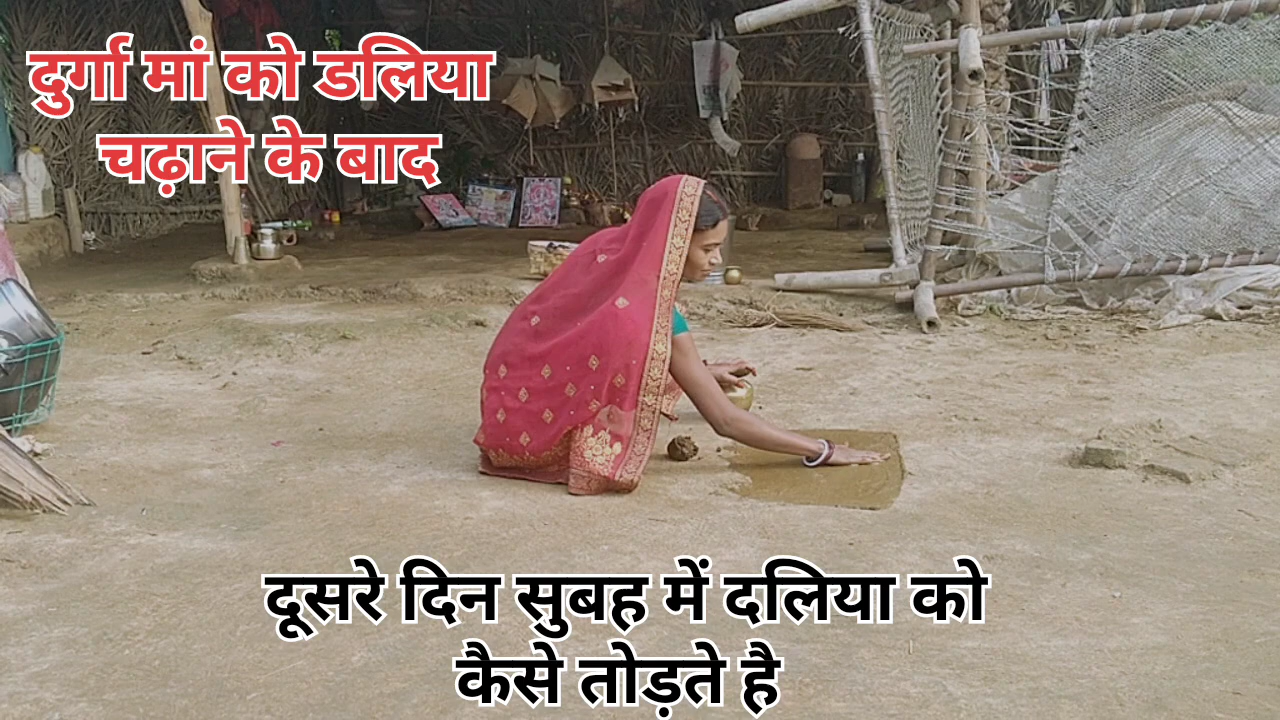 दुर्गा मां को डलिया
चढ़ाने के बाद
दूसरे दिन सुबह में दलिया को
कैसे तोड़ते है